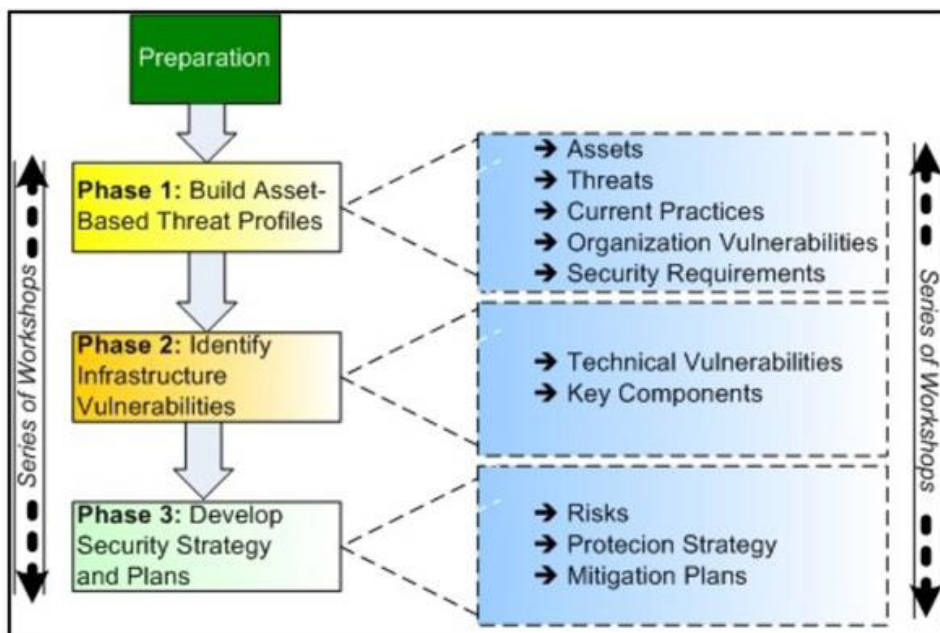 Preparation
Series of Workshops
Phase 1: Build Asset-
Based Threat Profiles
➔ Assets
➔ Threats
➔ Current Practices
➔ Organization Vulnerabilities
➔ Security Requirements
Phase 2: Identify
Infrastructure
Vulnerabilities
➔ Technical Vulnerabilities
➔ Key Components
Phase 3: Develop
Security Strategy
and Plans
➔ Risks
➔ Protecion Strategy
➔ Mitigation Plans
Series of Workshops